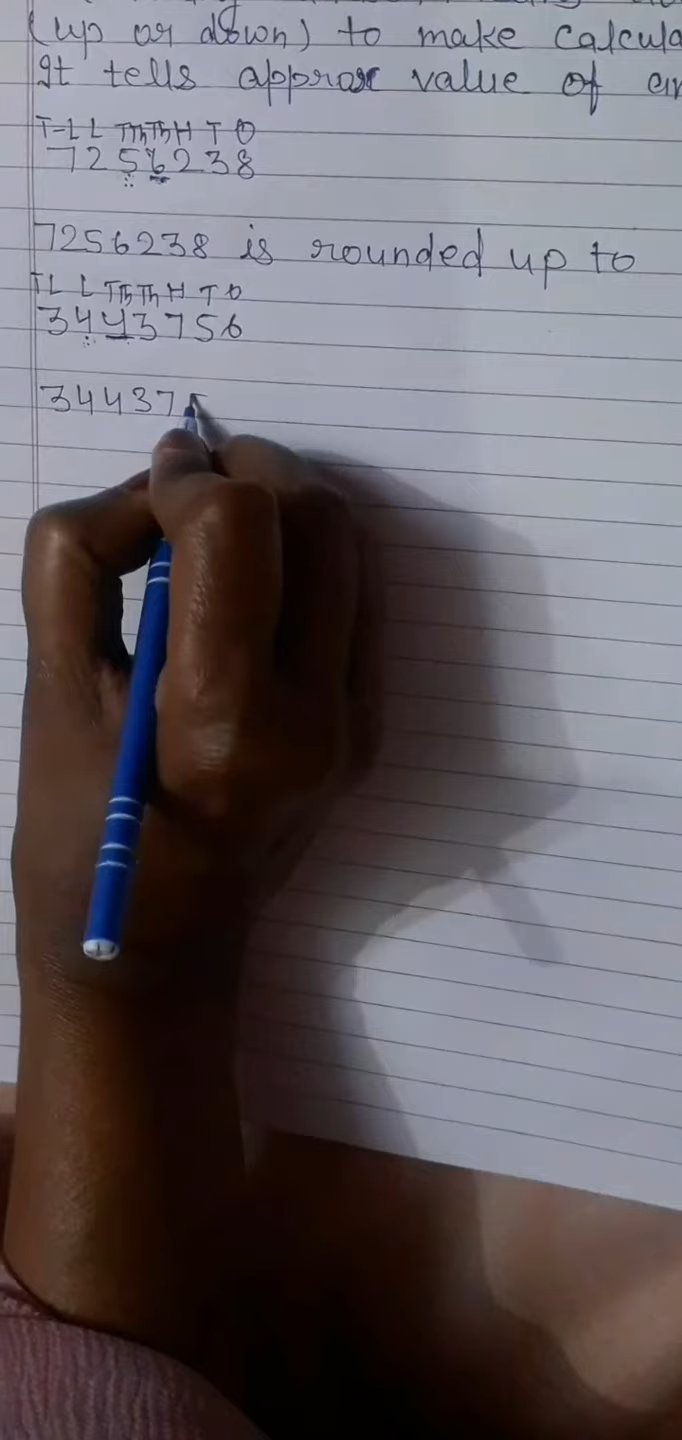 (up or down) to make calcula
It tells approx value of
T-L L TTh Th H T O
7256238
7256238 is rounded up to
TL L TTh Th H T O
3443756
34437